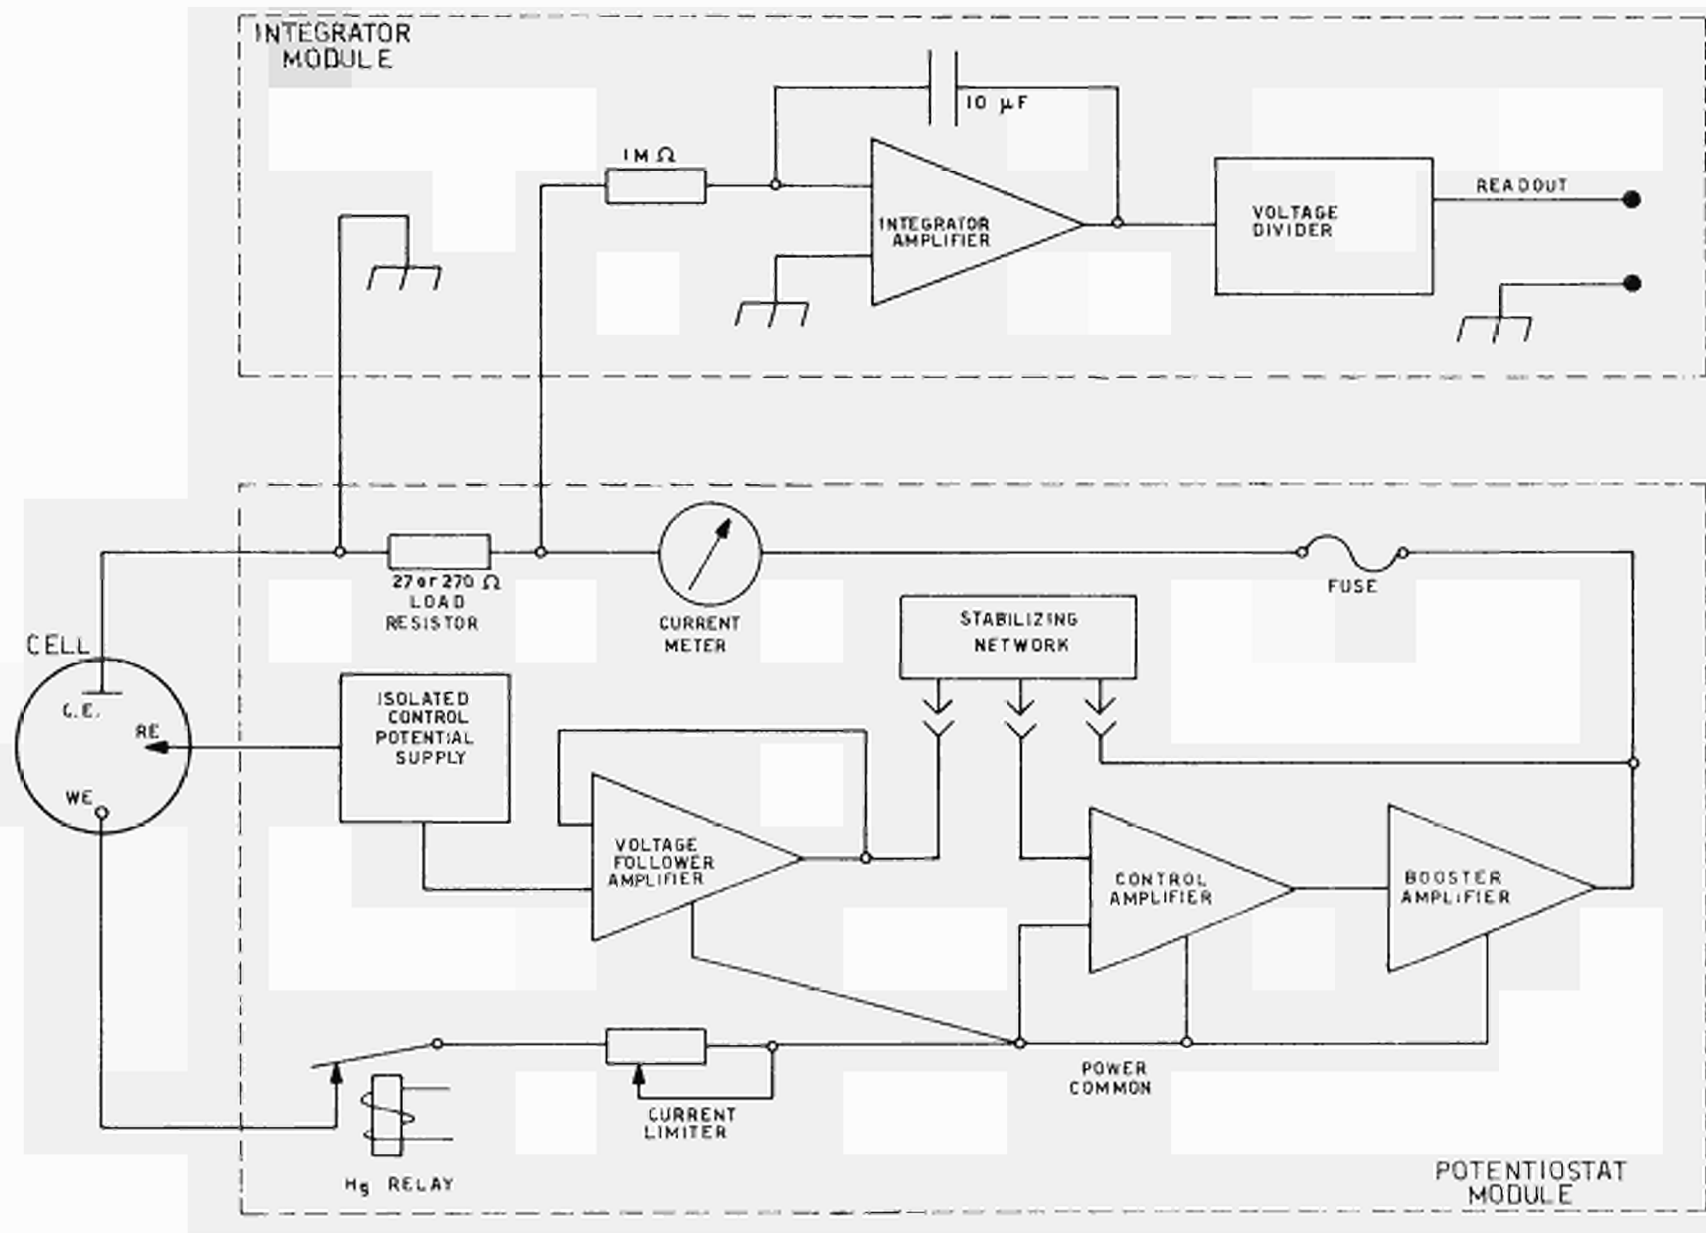 INTEGRATOR
MODULE
10 µF
1M Ω
INTEGRATOR
AMPLIFIER
VOLTAGE
DIVIDER
READOUT
27 or 270 Ω
LOAD
RESISTOR
CURRENT
METER
FUSE
STABILIZING
NETWORK
CELL
C.E.
RE
WE
ISOLATED
CONTROL
POTENTIAL
SUPPLY
VOLTAGE
FOLLOWER
AMPLIFIER
CONTROL
AMPLIFIER
BOOSTER
AMPLIFIER
POWER
COMMON
CURRENT
LIMITER
Hg RELAY
POTENTIOSTAT
MODULE